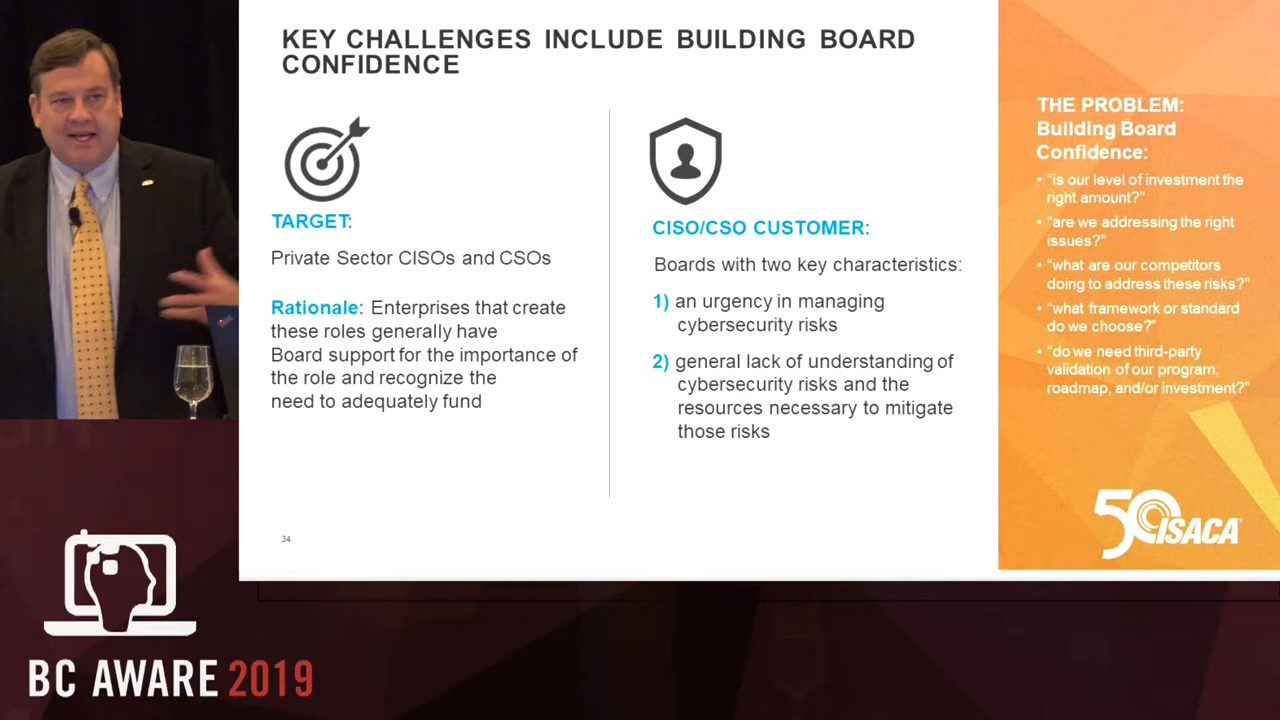 KEY CHALLENGES INCLUDE BUILDING BOARD
CONFIDENCE
TARGET:
Private Sector CISOs and CSOs
Rationale: Enterprises that create
these roles generally have
Board support for the importance of
the role and recognize the
need to adequately fund
CISO/CSO CUSTOMER:
Boards with two key characteristics:
1) an urgency in managing
cybersecurity risks
2) general lack of understanding of
cybersecurity risks and the
resources necessary to mitigate
those risks
34
THE PROBLEM:
Building Board
Confidence:
• “is our level of investment the
right amount?”
• “are we addressing the right
issues?”
• “what are our competitors
doing to address these risks?”
• “what framework or standard
do we choose?”
• “do we need third-party
validation of our program,
roadmap, and/or investment?”
50
ISACA
BC AWARE 2019